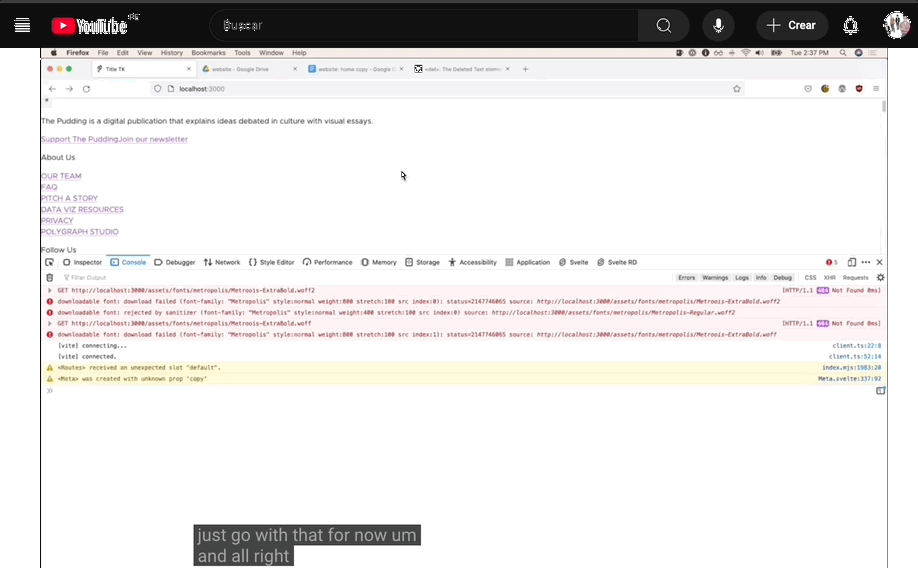 YouTube PE
Buscar
Crear
Firefox File Edit View History Bookmarks Tools Window Help
Tue 2:37 PM
Title TK
website - Google Drive
website: home copy - Google D
<del>: The Deleted Text elem
localhost:3000
The Pudding is a digital publication that explains ideas debated in culture with visual essays.
Support The PuddingJoin our newsletter
About Us
OUR TEAM
FAQ
PITCH A STORY
DATA VIZ RESOURCES
PRIVACY
POLYGRAPH STUDIO
Follow Us
Inspector Console Debugger Network Style Editor Performance Memory Storage Accessibility Application Svelte Svelte RD 5
Filter Output
Errors Warnings Logs Info Debug CSS XHR Requests
GET http://localhost:3000/assets/fonts/metropolis/Metroois-ExtraBold.woff2 [HTTP/1.1 404 Not Found 0ms]
downloadable font: download failed (font-family: "Metropolis" style:normal weight:800 stretch:100 src index:0): status=2147746065 source: http://localhost:3000/assets/fonts/metropolis/Metroois-ExtraBold.woff2
downloadable font: rejected by sanitizer (font-family: "Metropolis" style:normal weight:400 stretch:100 src index:0) source: http://localhost:3000/assets/fonts/metropolis/Metropolis-Regular.woff2
GET http://localhost:3000/assets/fonts/metropolis/Metroois-ExtraBold.woff [HTTP/1.1 404 Not Found 0ms]
downloadable font: download failed (font-family: "Metropolis" style:normal weight:800 stretch:100 src index:1): status=2147746065 source: http://localhost:3000/assets/fonts/metropolis/Metroois-ExtraBold.woff
[vite] connecting... client.ts:22:8
[vite] connected. client.ts:52:14
<Routes> received an unexpected slot "default". index.mjs:1983:20
<Meta> was created with unknown prop 'copy' Meta.svelte:337:92
just go with that for now um
and all right